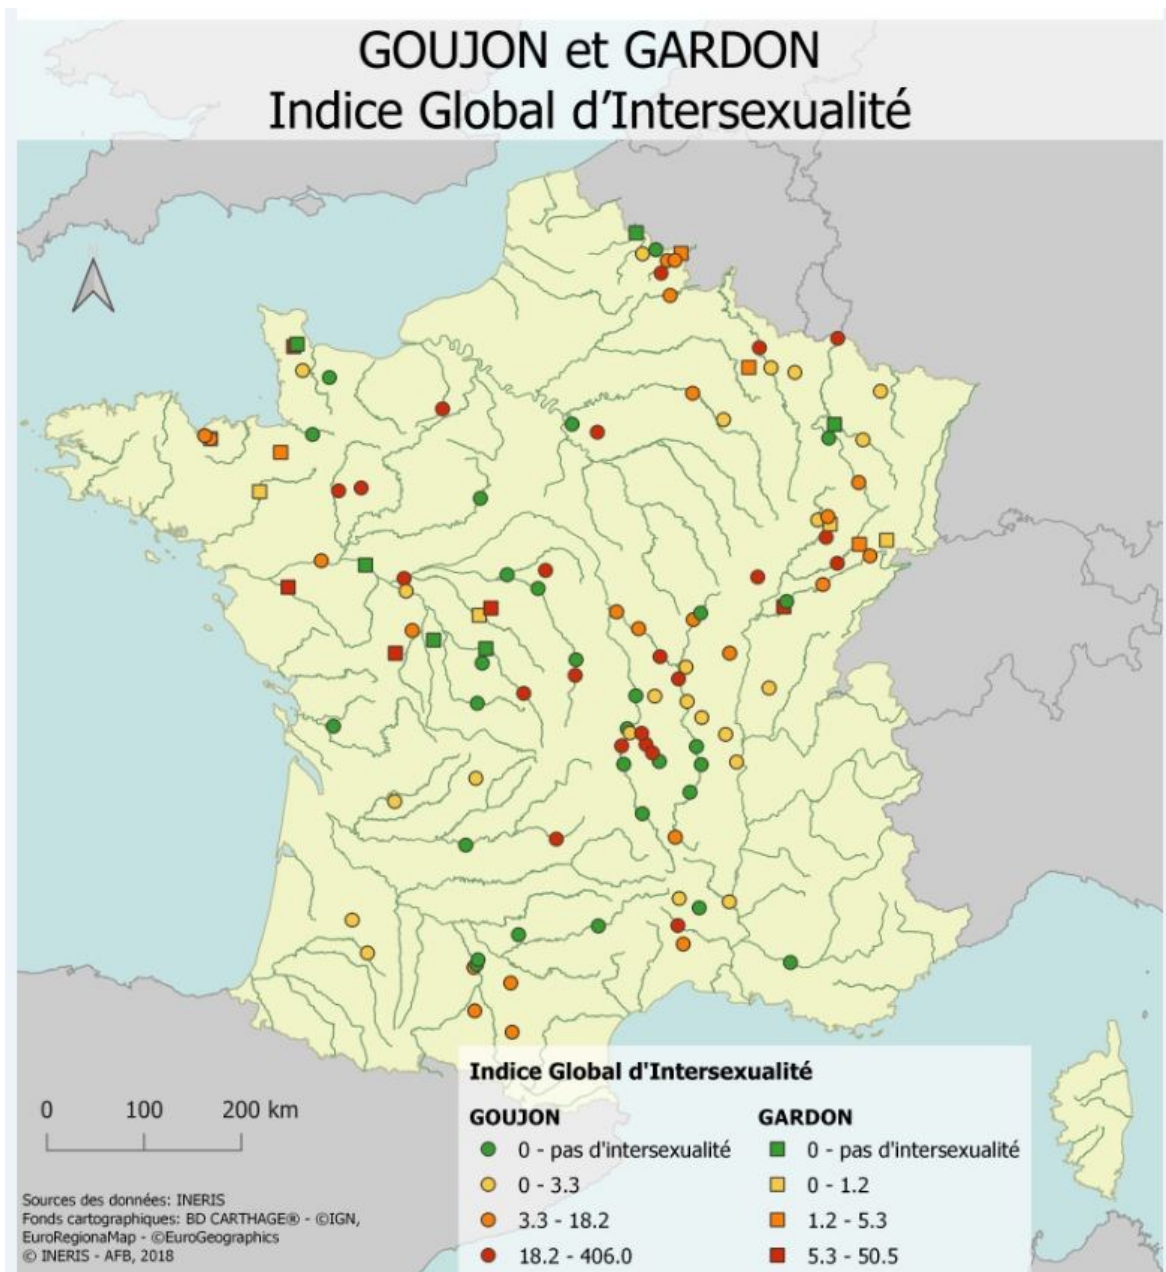 GOUJON et GARDON
Indice Global d'Intersexualité
Indice Global d'Intersexualité
GOUJON
0 - pas d'intersexualité
0 - 3.3
3.3 - 18.2
18.2 - 406.0
GARDON
0 - pas d'intersexualité
0 - 1.2
1.2 - 5.3
5.3 - 50.5
0 100 200 km
Sources des données: INERIS
Fonds cartographiques: BD CARTHAGE® - ©IGN,
EuroRegionaMap - ©EuroGeographics
© INERIS - AFB, 2018